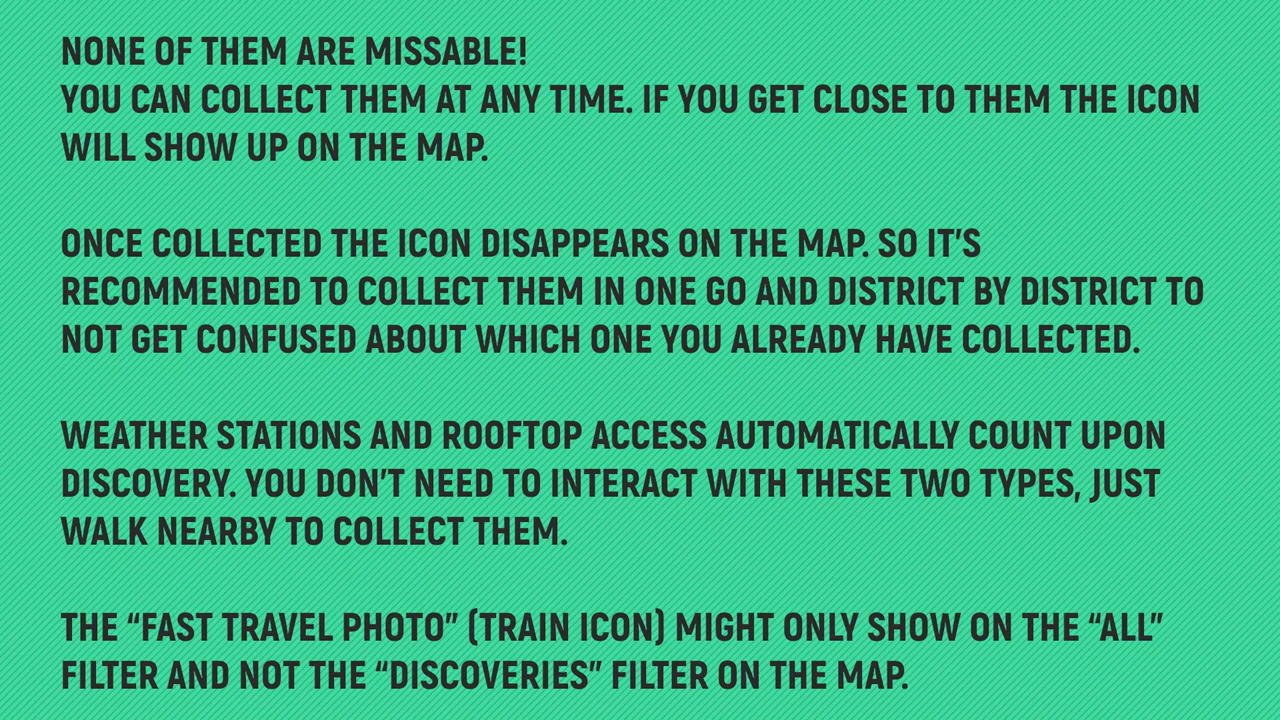 NONE OF THEM ARE MISSABLE!
YOU CAN COLLECT THEM AT ANY TIME. IF YOU GET CLOSE TO THEM THE ICON
WILL SHOW UP ON THE MAP.
ONCE COLLECTED THE ICON DISAPPEARS ON THE MAP. SO IT'S
RECOMMENDED TO COLLECT THEM IN ONE GO AND DISTRICT BY DISTRICT TO
NOT GET CONFUSED ABOUT WHICH ONE YOU ALREADY HAVE COLLECTED.
WEATHER STATIONS AND ROOFTOP ACCESS AUTOMATICALLY COUNT UPON
DISCOVERY. YOU DON'T NEED TO INTERACT WITH THESE TWO TYPES, JUST
WALK NEARBY TO COLLECT THEM.
THE “FAST TRAVEL PHOTO” (TRAIN ICON) MIGHT ONLY SHOW ON THE “ALL”
FILTER AND NOT THE “DISCOVERIES” FILTER ON THE MAP.